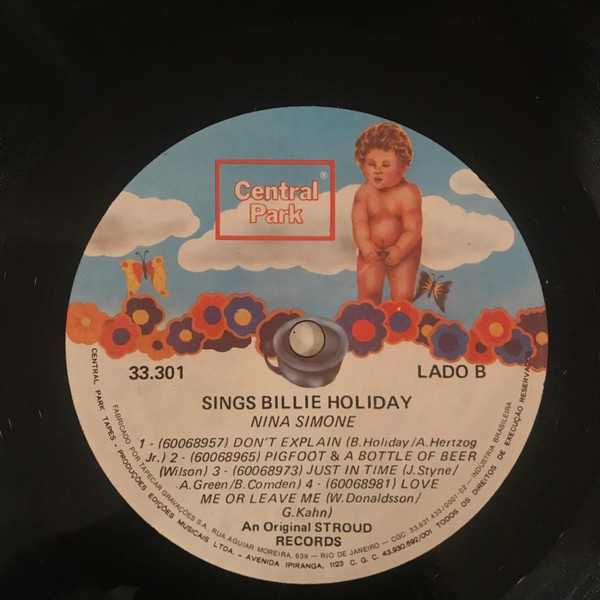 Central ®
Park
33.301
LADO B
SINGS BILLIE HOLIDAY
NINA SIMONE
1 - (60068957) DON'T EXPLAIN (B. Holiday/A. Hertzog
Jr.) 2 - (60068965) PIGFOOT & A BOTTLE OF BEER
(Wilson) 3 - (60068973) JUST IN TIME (J. Styne/
A. Green/B. Comden) 4 - (60068981) LOVE
ME OR LEAVE ME (W. Donaldsson/
G. Kahn)
An Original STROUD
RECORDS
FABRICADO POR TAPECAR GRAVAÇÕES S.A. RUA AGUIAR MOREIRA, 639 - RIO DE JANEIRO - CGC. 33.631.433/0001-02 - INDÚSTRIA BRASILEIRA
CENTRAL PARK TAPES - PRODUÇÕES EDIÇÕES MUSICAIS LTDA. - AVENIDA IPIRANGA, 1123 C. G. C. 43.930.692/001 TODOS OS DIREITOS DE EXECUÇÃO RESERVADOS